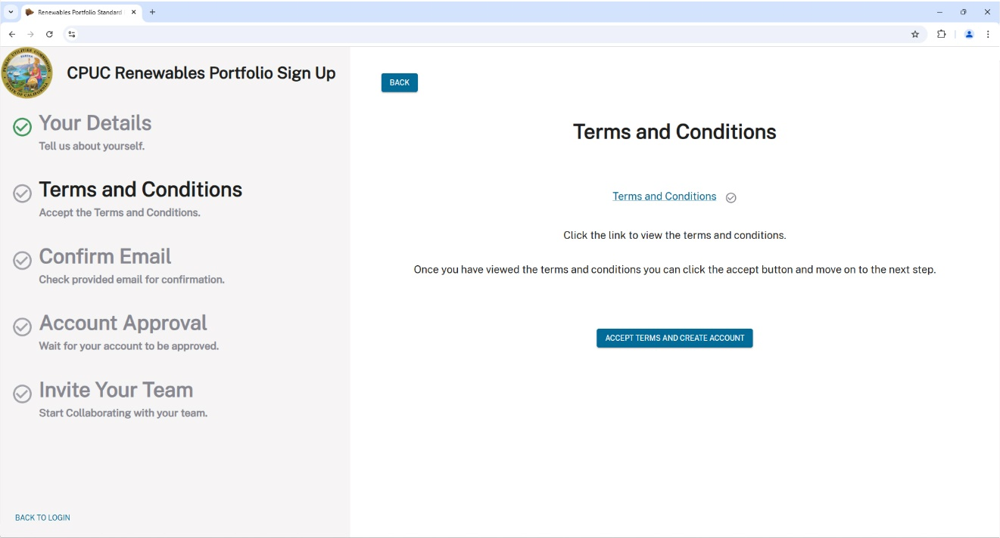 Renewables Portfolio Standard
CPUC Renewables Portfolio Sign Up
Your Details
Tell us about yourself.
Terms and Conditions
Accept the Terms and Conditions.
Confirm Email
Check provided email for confirmation.
Account Approval
Wait for your account to be approved.
Invite Your Team
Start Collaborating with your team.
BACK TO LOGIN
BACK
Terms and Conditions
Terms and Conditions
Click the link to view the terms and conditions.
Once you have viewed the terms and conditions you can click the accept button and move on to the next step.
ACCEPT TERMS AND CREATE ACCOUNT